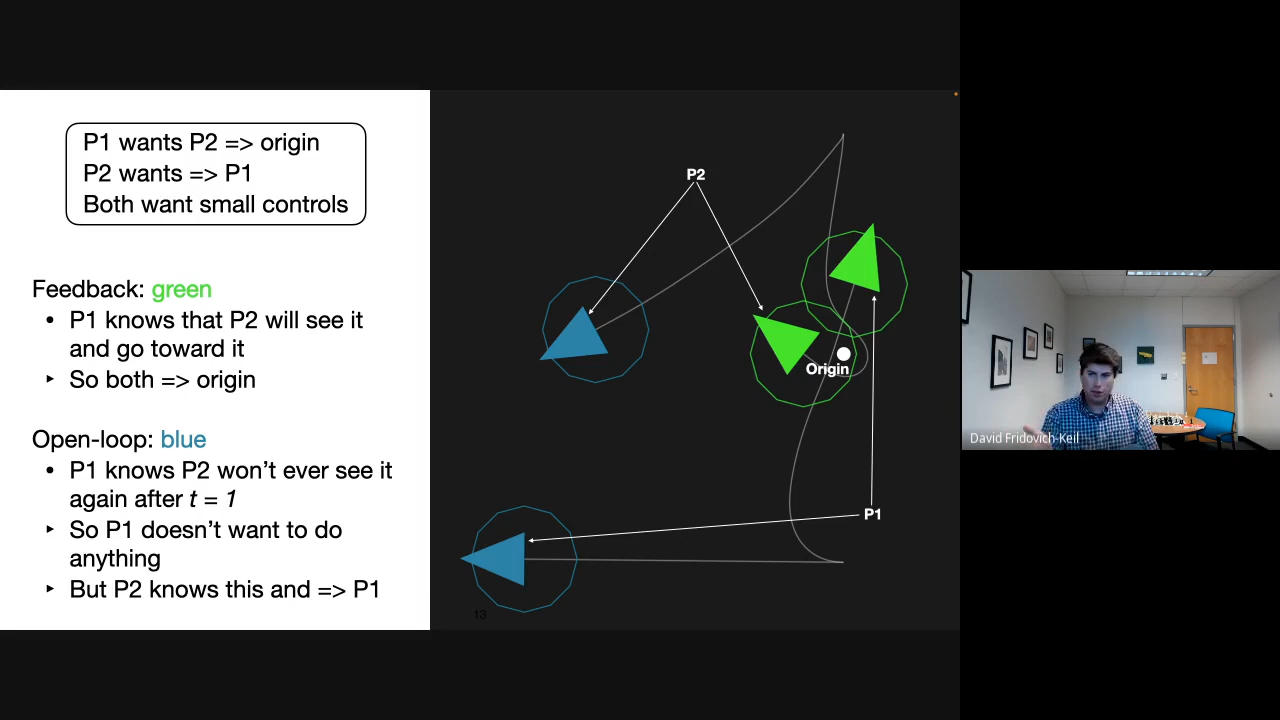 P1 wants P2 => origin
P2 wants => P1
Both want small controls
Feedback: green
• P1 knows that P2 will see it
and go toward it
‣ So both => origin
Open-loop: blue
• P1 knows P2 won’t ever see it
again after t = 1
‣ So P1 doesn’t want to do
anything
‣ But P2 knows this and => P1
P2
Origin
P1
13
David Fridovich-Keil